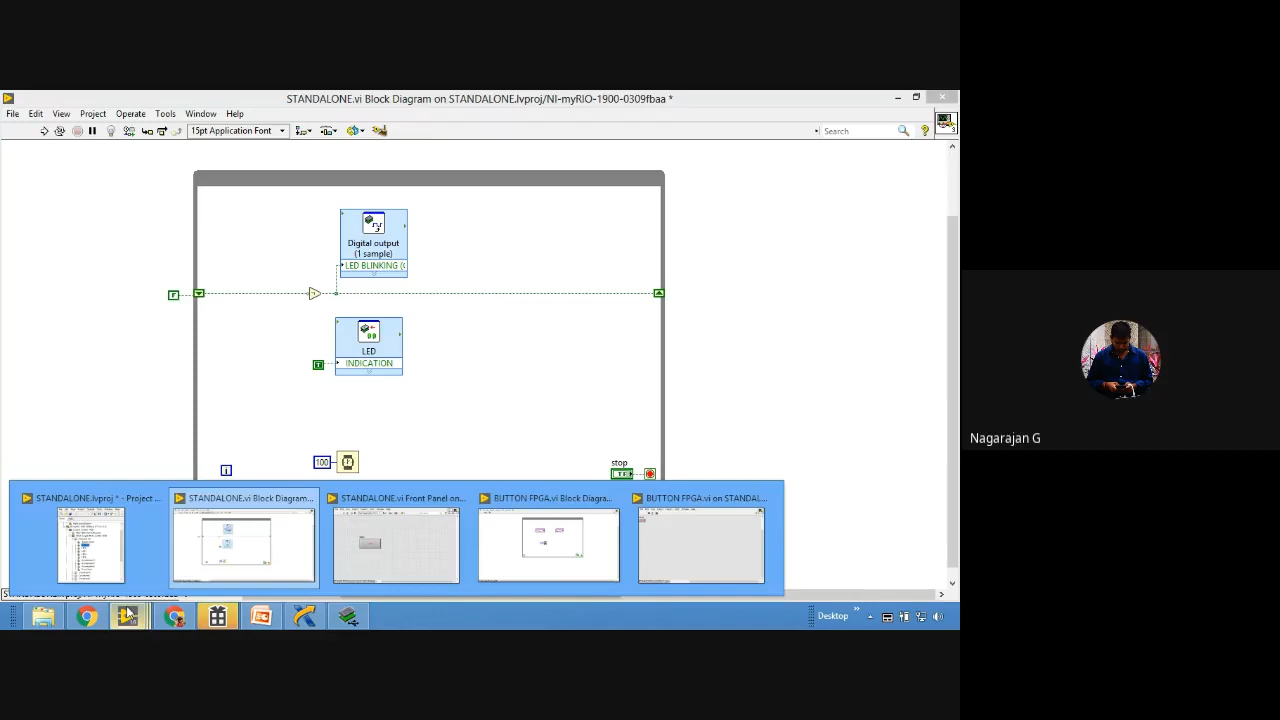 STANDALONE.vi Block Diagram on STANDALONE.lvproj/NI-myRIO-1900-0309fbaa *
File Edit View Project Operate Tools Window Help
15pt Application Font
Search
3
Digital output
(1 sample)
LED BLINKING (
F
LED
INDICATION
T
i
100
stop
TF
Nagarajan G
STANDALONE.lvproj * - Project ...
STANDALONE.vi Block Diagram...
STANDALONE.vi Front Panel on...
BUTTON FPGA.vi Block Diagra...
BUTTON FPGA.vi on STANDAL...
Desktop